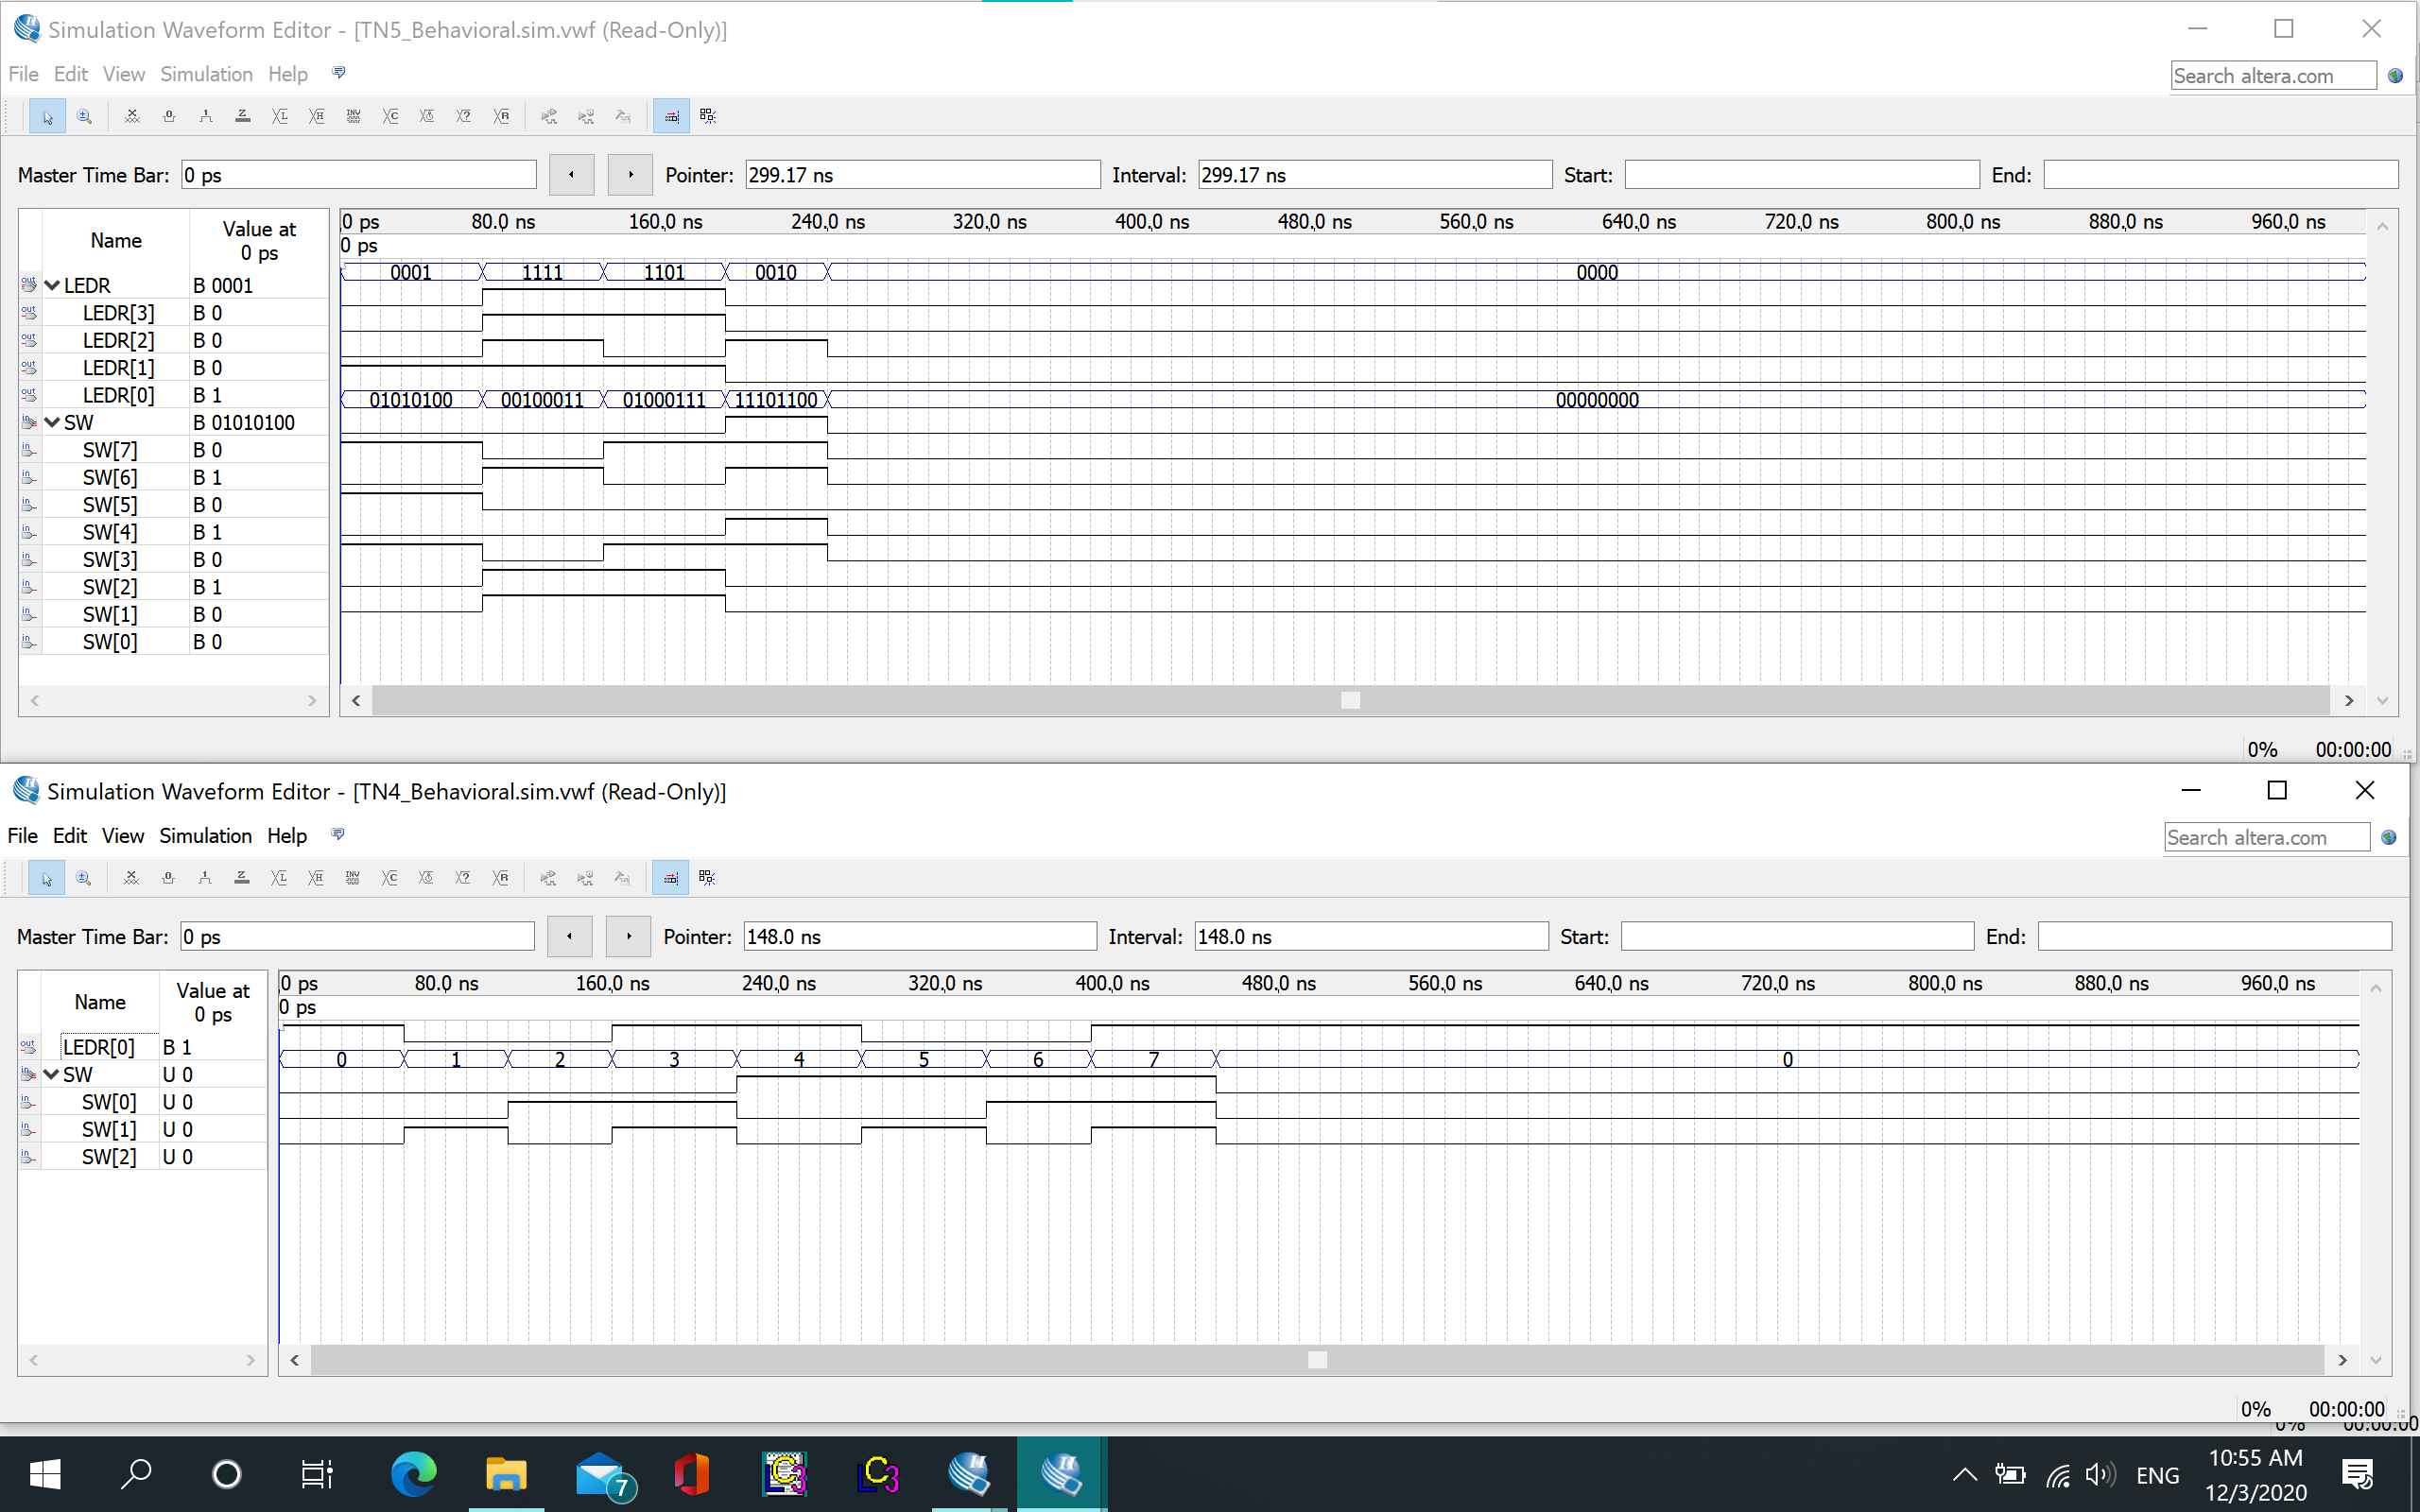 Simulation Waveform Editor - [TN5_Behavioral.sim.vwf (Read-Only)]
File Edit View Simulation Help
Search altera.com
Master Time Bar: 0 ps Pointer: 299.17 ns Interval: 299.17 ns Start: End:
Name Value at 0 ps
0 ps 80.0 ns 160.0 ns 240.0 ns 320.0 ns 400.0 ns 480.0 ns 560.0 ns 640.0 ns 720.0 ns 800.0 ns 880.0 ns 960.0 ns
0 ps
LEDR B 0001 0001 1111 1101 0010 0000
LEDR[3] B 0
LEDR[2] B 0
LEDR[1] B 0
LEDR[0] B 1
SW B 01010100 01010100 00100011 01000111 11101100 00000000
SW[7] B 0
SW[6] B 1
SW[5] B 0
SW[4] B 1
SW[3] B 0
SW[2] B 1
SW[1] B 0
SW[0] B 0
0% 00:00:00
Simulation Waveform Editor - [TN4_Behavioral.sim.vwf (Read-Only)]
File Edit View Simulation Help
Search altera.com
Master Time Bar: 0 ps Pointer: 148.0 ns Interval: 148.0 ns Start: End:
Name Value at 0 ps
0 ps 80.0 ns 160.0 ns 240.0 ns 320.0 ns 400.0 ns 480.0 ns 560.0 ns 640.0 ns 720.0 ns 800.0 ns 880.0 ns 960.0 ns
0 ps
LEDR[0] B 1
SW U 0 0 1 2 3 4 5 6 7 0
SW[0] U 0
SW[1] U 0
SW[2] U 0
0% 00:00:00
0% 00:00:00
7
LC3
LC3
ENG
10:55 AM
12/3/2020